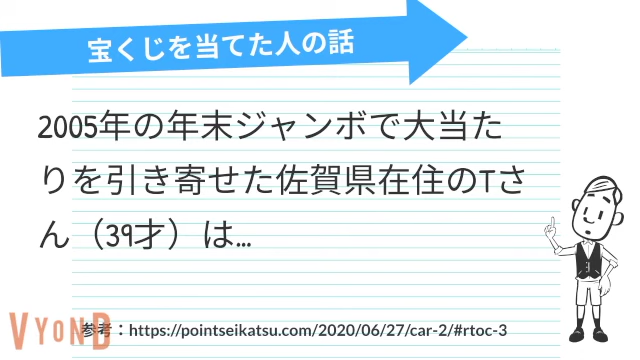 宝くじを当てた人の話
2005年の年末ジャンボで大当た
りを引き寄せた佐賀県在住のTさ
ん（39才）は…
VYOND
参考：https://pointseikatsu.com/2020/06/27/car-2/#rtoc-3